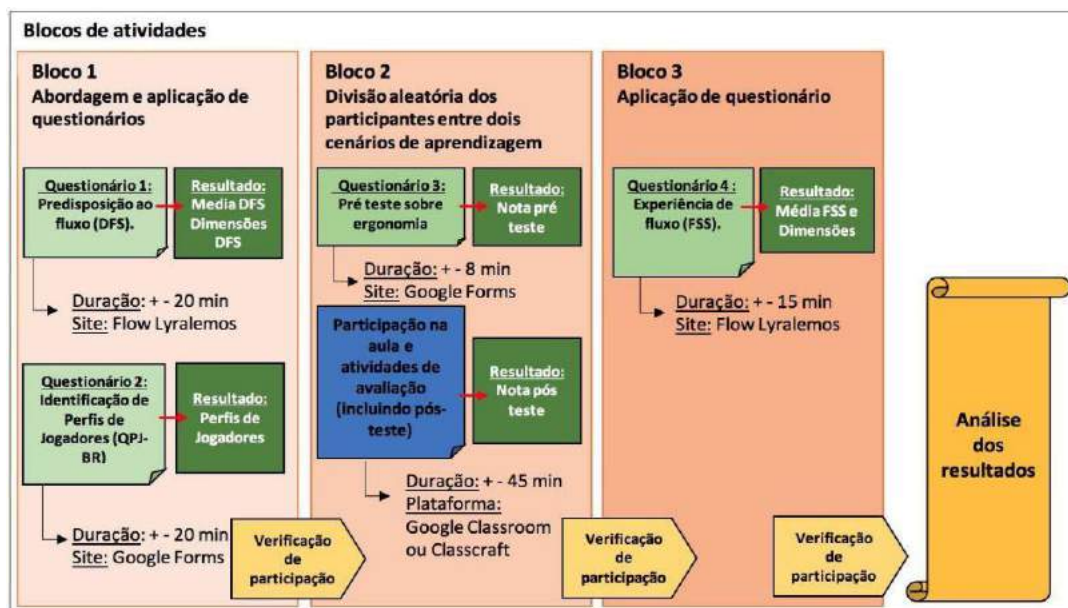 Blocos de atividades
Bloco 1
Abordagem e aplicação de
questionários
Questionário 1:
Predisposição ao
fluxo (DFS).
Resultado:
Media DFS
Dimensões
DFS
Duração: + - 20 min
Site: Flow Lyralemos
Questionário 2:
Identificação de
Perfis de
Jogadores (QPJ-
BR)
Resultado:
Perfis de
Jogadores
Duração: + - 20 min
Site: Google Forms
Verificação
de
participação
Bloco 2
Divisão aleatória dos
participantes entre dois
cenários de aprendizagem
Questionário 3:
Pré teste sobre
ergonomia
Resultado:
Nota pré
teste
Duração: + - 8 min
Site: Google Forms
Participação na
aula e
atividades de
avaliação
(incluindo pós-
teste)
Resultado:
Nota pós
teste
Duração: + - 45 min
Plataforma:
Google Classroom
ou Classcraft
Verificação
de
participação
Bloco 3
Aplicação de questionário
Questionário 4 :
Experiência de
fluxo (FSS).
Resultado:
Média FSS e
Dimensões
Duração: + - 15 min
Site: Flow Lyralemos
Verificação
de
participação
Análise
dos
resultados